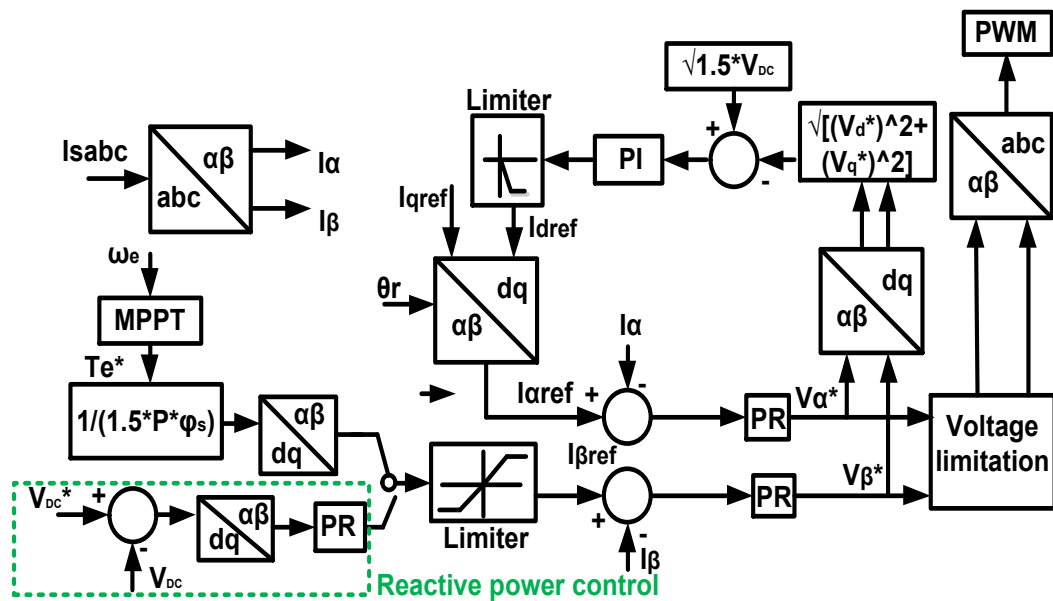 PWM
√1.5*VDC
Limiter
√[(Vd*)^2+
(Vq*)^2]
Isabc
αβ
abc
Iα
Iβ
PI
+
-
abc
αβ
Iqref
Idref
ωe
MPPT
θr
dq
αβ
dq
αβ
Te*
Iα
1/(1.5*P*φs)
αβ
dq
Iαref
+
-
PR
Vα*
Voltage
limitation
Iβref
Vβ*
+
-
PR
Limiter
Iβ
VDC*
+
-
αβ
dq
PR
VDC
Reactive power control